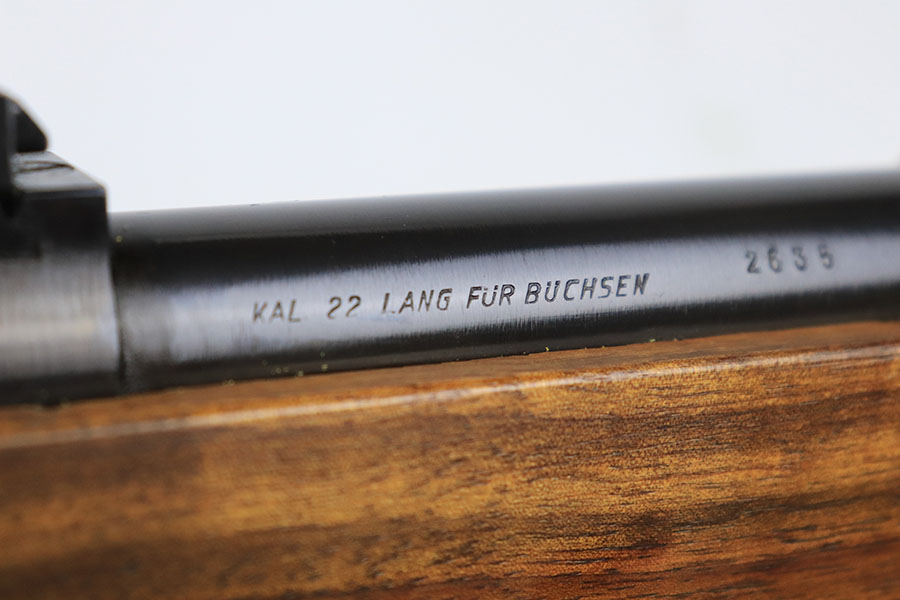 KAL 22 LANG FÜR BÜCHSEN 2635